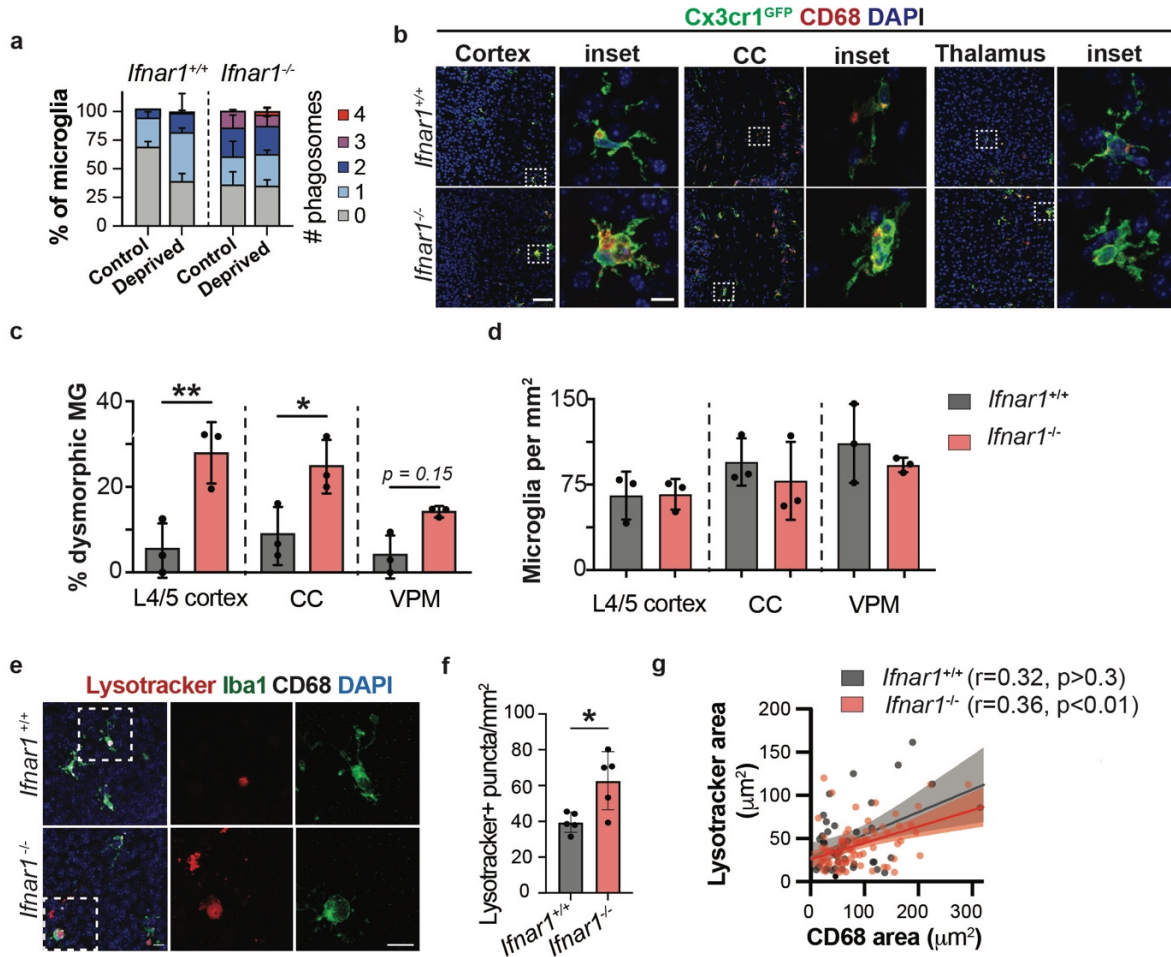 a
Ifnar1+/+ Ifnar1-/-
% of microglia
100
75
50
25
0
Control
Deprived
Control
Deprived
# phagosomes
4
3
2
1
0
b
Cx3cr1GFP CD68 DAPI
Cortex inset CC inset Thalamus inset
Ifnar1+/+
Ifnar1-/-
c
% dysmorphic MG
40
20
0
** * p = 0.15
L4/5 cortex CC VPM
d
Microglia per mm²
150
75
0
L4/5 cortex CC VPM
Ifnar1+/+
Ifnar1-/-
e
Lysotracker Iba1 CD68 DAPI
Ifnar1+/+
Ifnar1-/-
f
Lysotracker+ puncta/mm²
100
80
60
40
20
0
*
Ifnar1+/+
Ifnar1-/-
g
Ifnar1+/+ (r=0.32, p>0.3)
Ifnar1-/- (r=0.36, p<0.01)
Lysotracker area
(µm²)
200
150
100
50
0
0 100 200 300
CD68 area (µm²)